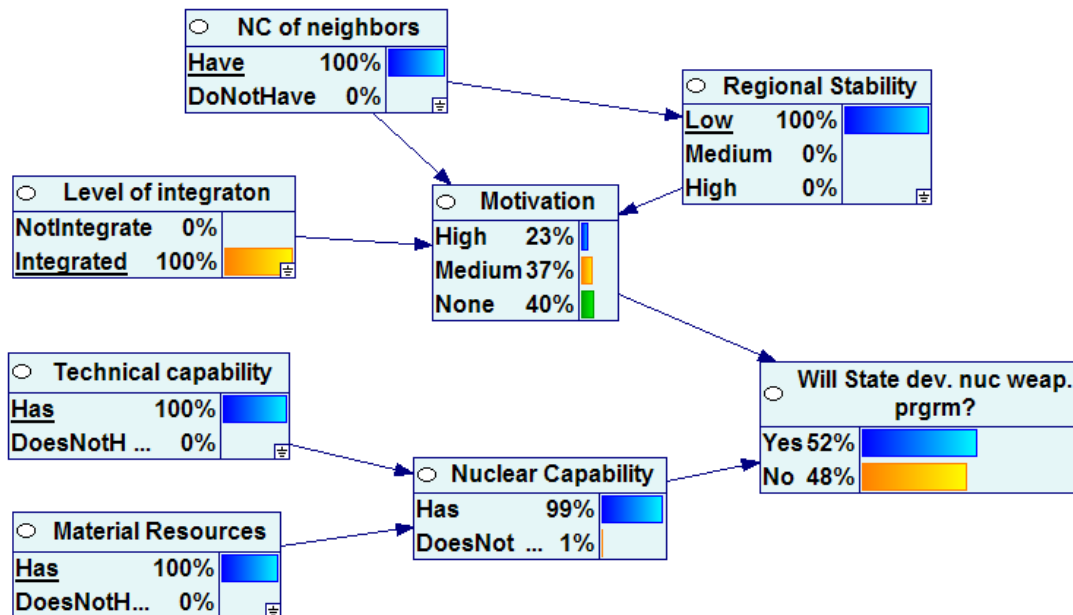 NC of neighbors
Have 100%
DoNotHave 0%
Regional Stability
Low 100%
Medium 0%
High 0%
Level of integraton
NotIntegrate 0%
Integrated 100%
Motivation
High 23%
Medium 37%
None 40%
Technical capability
Has 100%
DoesNotH ... 0%
Will State dev. nuc weap.
prgrm?
Yes 52%
No 48%
Nuclear Capability
Has 99%
DoesNot ... 1%
Material Resources
Has 100%
DoesNotH... 0%